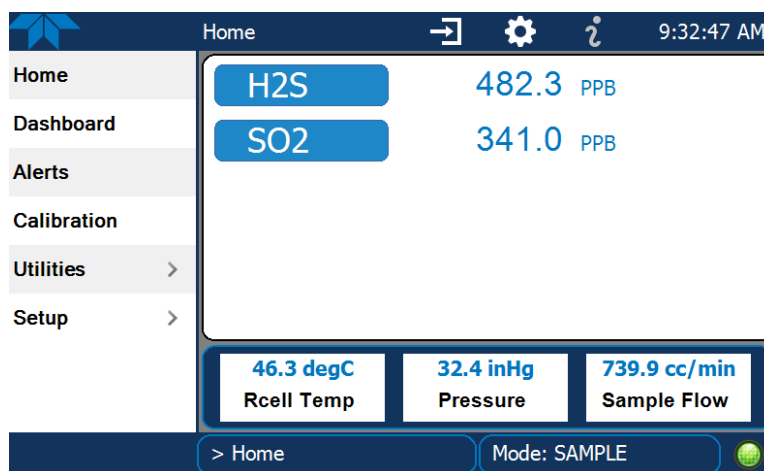 Home 9:32:47 AM
Home
Dashboard
Alerts
Calibration
Utilities >
Setup >
H2S 482.3 PPB
SO2 341.0 PPB
46.3 degC 32.4 inHg 739.9 cc/min
Rcell Temp Pressure Sample Flow
> Home Mode: SAMPLE